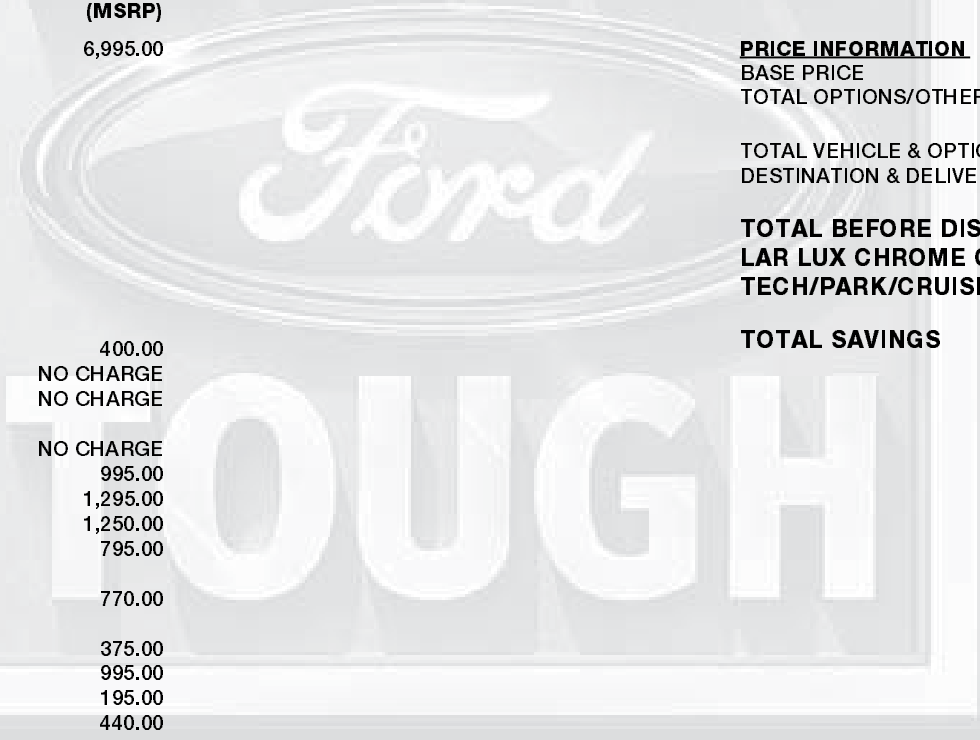 (MSRP)
6,995.00
400.00
NO CHARGE
NO CHARGE
NO CHARGE
995.00
1,295.00
1,250.00
795.00
770.00
375.00
995.00
195.00
440.00
Ford
TOUGH
PRICE INFORMATION
BASE PRICE
TOTAL OPTIONS/OTHER
TOTAL VEHICLE & OPTIO
DESTINATION & DELIVE
TOTAL BEFORE DIS
LAR LUX CHROME
TECH/PARK/CRUIS
TOTAL SAVINGS